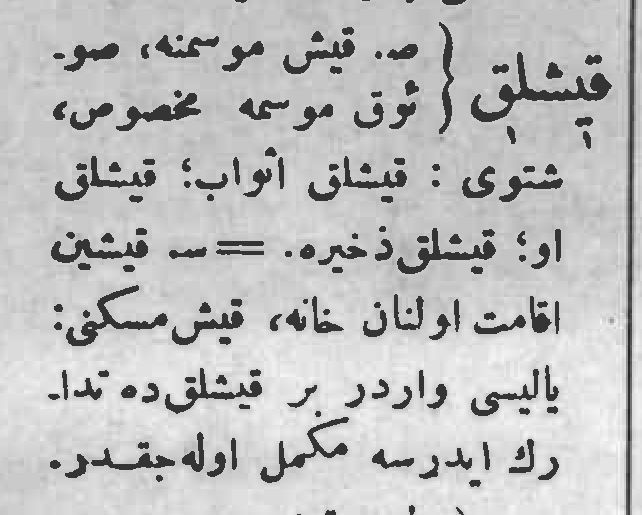 قیشلق { ص. قیش موسمنه، صو-
ئوق موسمه مخصوص،
شتوی : قیشلق اثواب؛ قیشلق
او؛ قیشلق ذخیره. = س. قیشین
اقامت اولنان خانه، قیش مسکنی:
یالیسی واردر بر قیشلق ده تدا-
رك ایدرسه مکمل اوله جقدر.